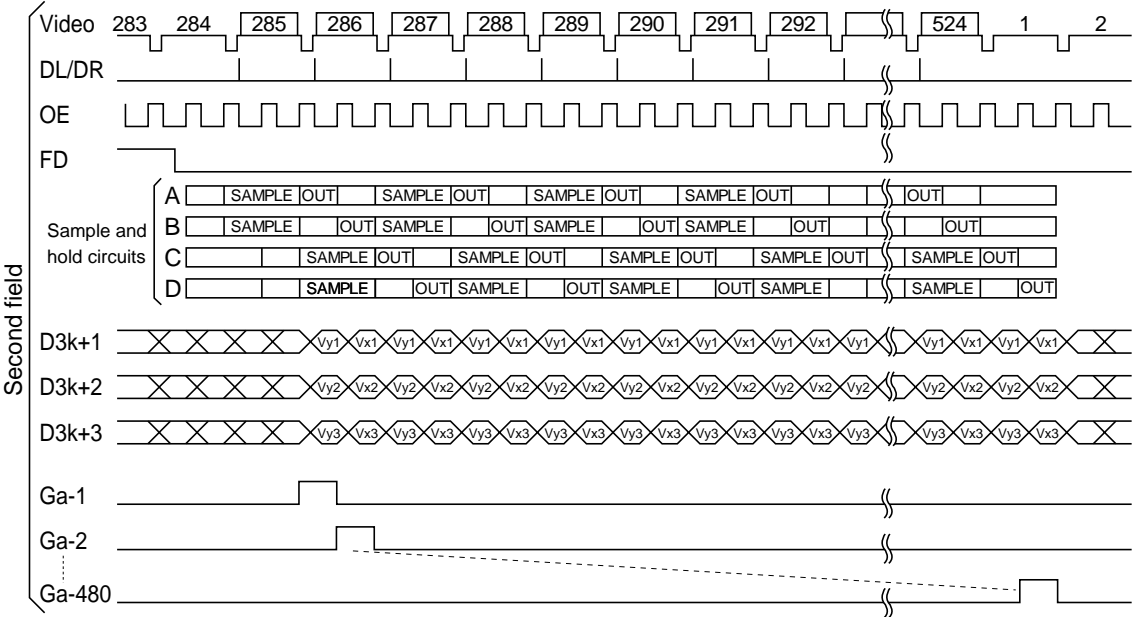 Second field
Video 283 284 285 286 287 288 289 290 291 292 524 1 2
DL/DR
OE
FD
Sample and hold circuits
A SAMPLE OUT SAMPLE OUT SAMPLE OUT SAMPLE OUT OUT
B SAMPLE OUT SAMPLE OUT SAMPLE OUT SAMPLE OUT OUT
C SAMPLE OUT SAMPLE OUT SAMPLE OUT SAMPLE OUT SAMPLE OUT
D SAMPLE OUT SAMPLE OUT SAMPLE OUT SAMPLE SAMPLE OUT
D3k+1 Vy1 Vx1 Vy1 Vx1 Vy1 Vx1 Vy1 Vx1 Vy1 Vx1 Vy1 Vx1 Vy1 Vx1 Vy1 Vy1 Vx1 Vy1 Vx1
D3k+2 Vy2 Vx2 Vy2 Vx2 Vy2 Vx2 Vy2 Vx2 Vy2 Vx2 Vy2 Vx2 Vy2 Vx2 Vy2 Vy2 Vx2 Vy2 Vx2
D3k+3 Vy3 Vx3 Vy3 Vx3 Vy3 Vx3 Vy3 Vx3 Vy3 Vx3 Vy3 Vx3 Vy3 Vx3 Vy3 Vy3 Vx3 Vy3 Vx3
Ga-1
Ga-2
Ga-480